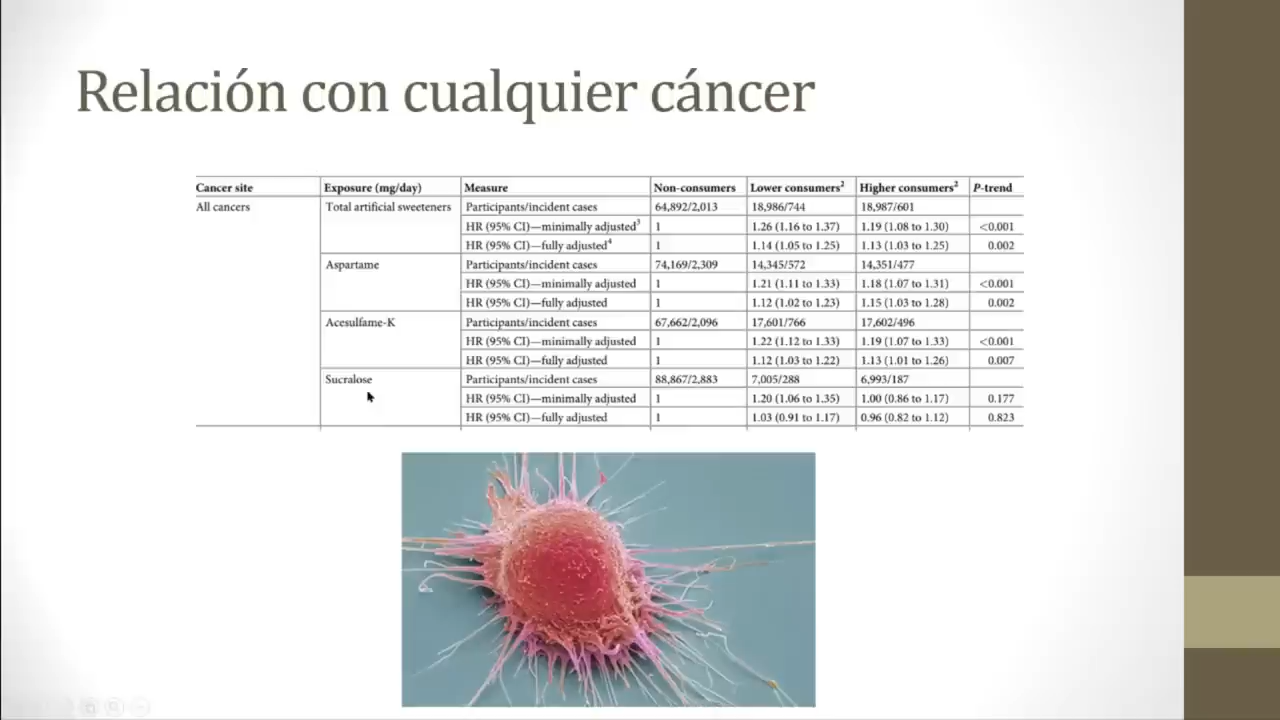 Relación con cualquier cáncer
Cancer site Exposure (mg/day) Measure Non-consumers Lower consumers² Higher consumers² P-trend
All cancers Total artificial sweeteners Participants/incident cases 64,892/2,013 18,986/744 18,987/601
HR (95% CI)—minimally adjusted³ 1 1.26 (1.16 to 1.37) 1.19 (1.08 to 1.30) <0.001
HR (95% CI)—fully adjusted⁴ 1 1.14 (1.05 to 1.25) 1.13 (1.03 to 1.25) 0.002
Aspartame Participants/incident cases 74,169/2,309 14,345/572 14,351/477
HR (95% CI)—minimally adjusted 1 1.21 (1.11 to 1.33) 1.18 (1.07 to 1.31) <0.001
HR (95% CI)—fully adjusted 1 1.12 (1.02 to 1.23) 1.15 (1.03 to 1.28) 0.002
Acesulfame-K Participants/incident cases 67,662/2,096 17,601/766 17,602/496
HR (95% CI)—minimally adjusted 1 1.22 (1.12 to 1.33) 1.19 (1.07 to 1.33) <0.001
HR (95% CI)—fully adjusted 1 1.12 (1.03 to 1.22) 1.13 (1.01 to 1.26) 0.007
Sucralose Participants/incident cases 88,867/2,883 7,005/288 6,993/187
HR (95% CI)—minimally adjusted 1 1.20 (1.06 to 1.35) 1.00 (0.86 to 1.17) 0.177
HR (95% CI)—fully adjusted 1 1.03 (0.91 to 1.17) 0.96 (0.82 to 1.12) 0.823